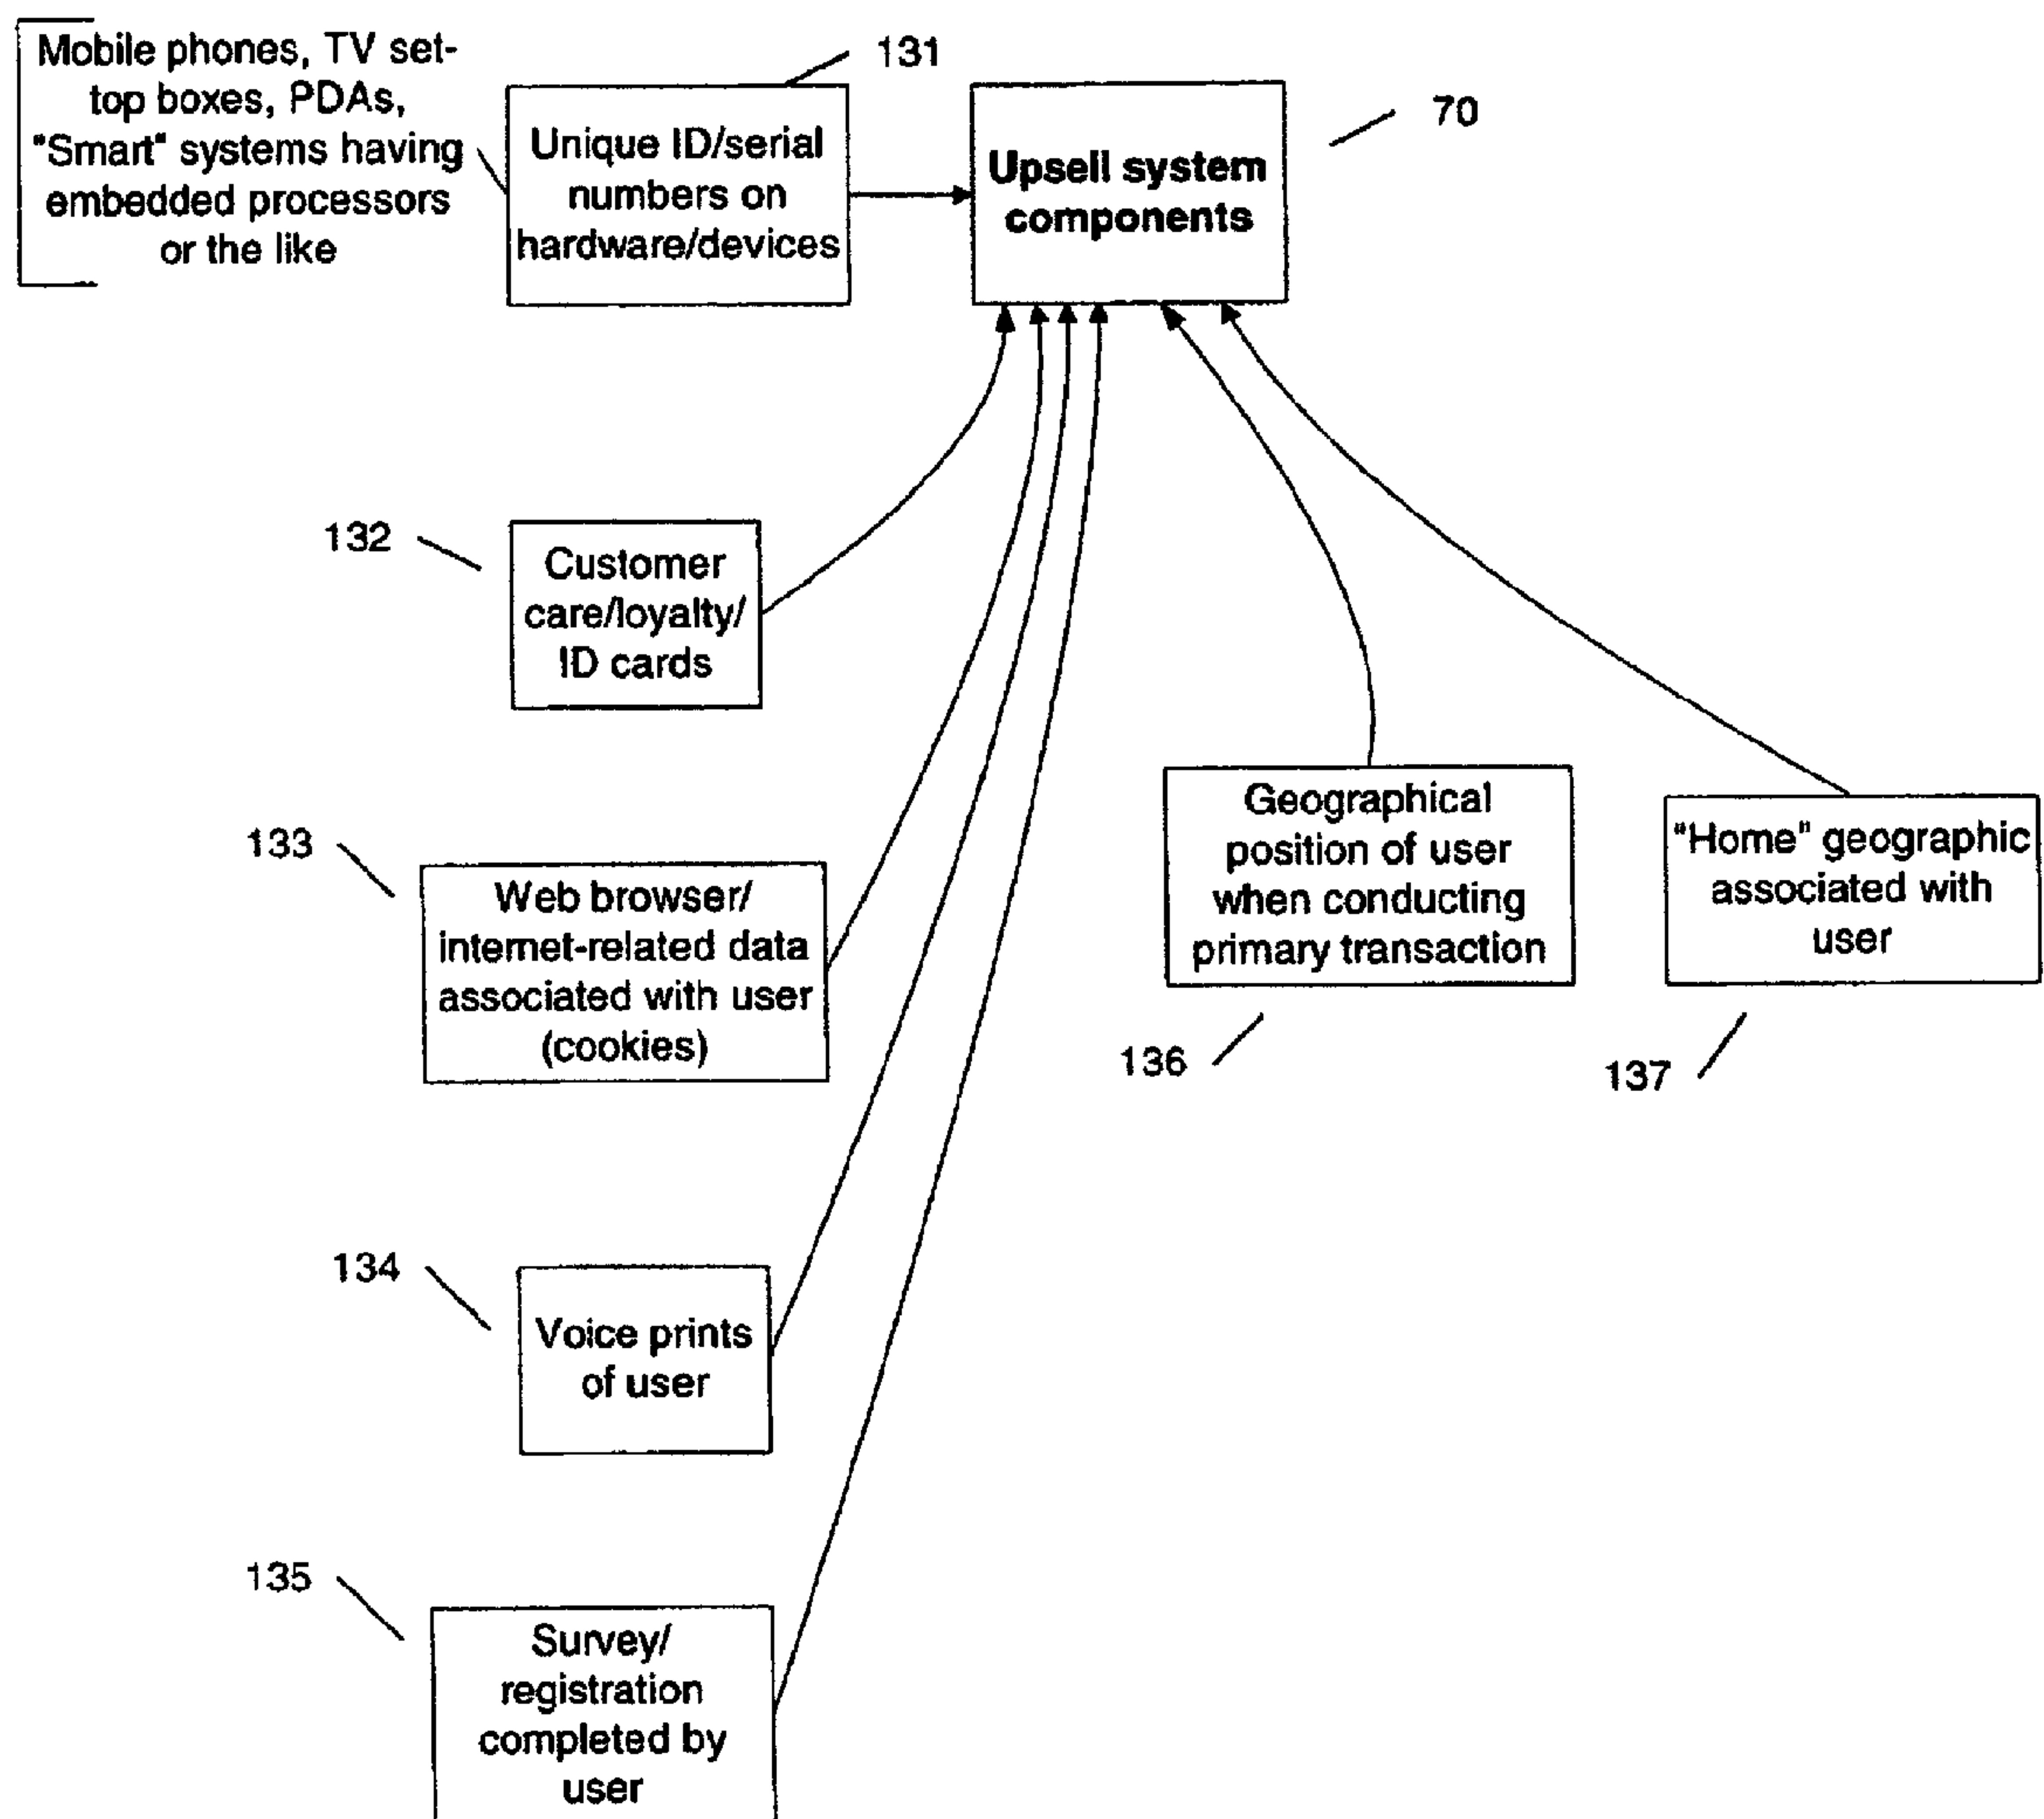 Mobile phones, TV set-
top boxes, PDAs,
"Smart" systems having
embedded processors
or the like
131
Unique ID/serial
numbers on
hardware/devices
70
Upsell system
components
132
Customer
care/loyalty/
ID cards
133
Web browser/
internet-related data
associated with user
(cookies)
134
Voice prints
of user
135
Survey/
registration
completed by
user
Geographical
position of user
when conducting
primary transaction
136
"Home" geographic
associated with
user
137